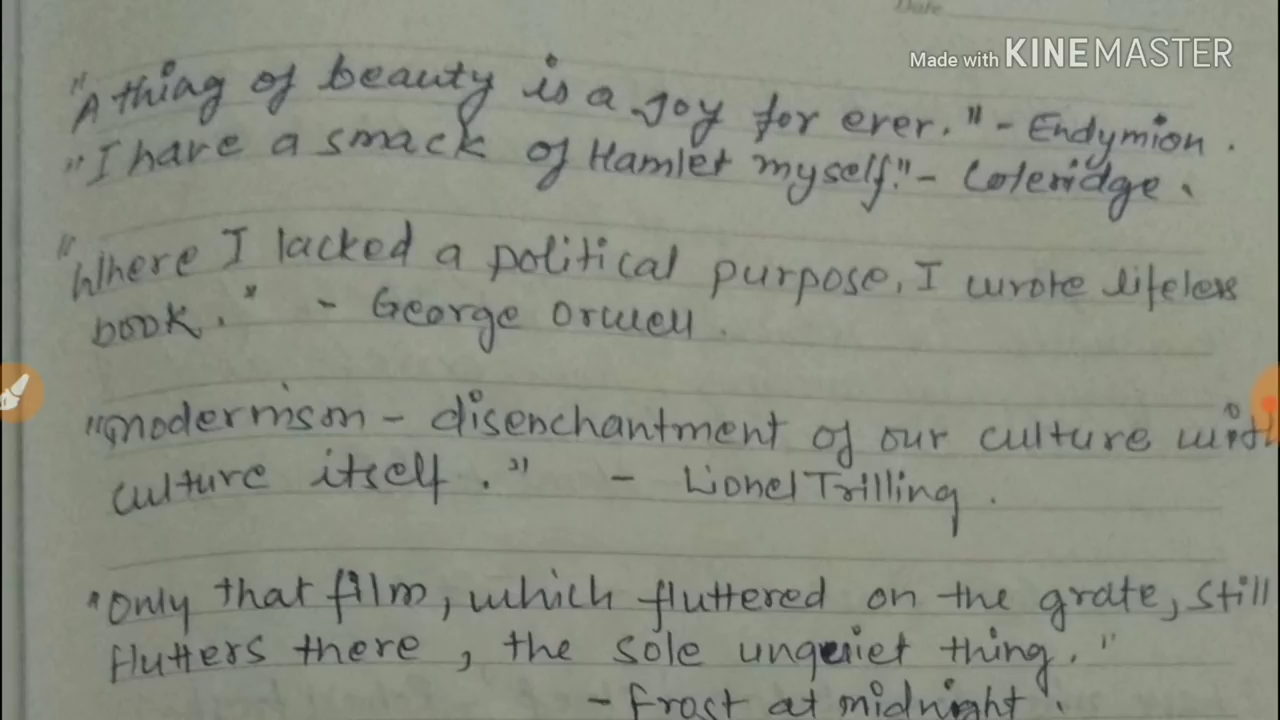 Date
Made with KINEMASTER
"A thing of beauty is a joy for ever." - Endymion.
"I have a smack of Hamlet myself." - Coleridge.
"Where I lacked a political purpose, I wrote lifeless
book." - George Orwell.
"modernism - disenchantment of our culture with
culture itself." - Lionel Trilling.
"Only that film, which fluttered on the grate, still
flutters there, the sole unquiet thing."
- Frost at midnight.